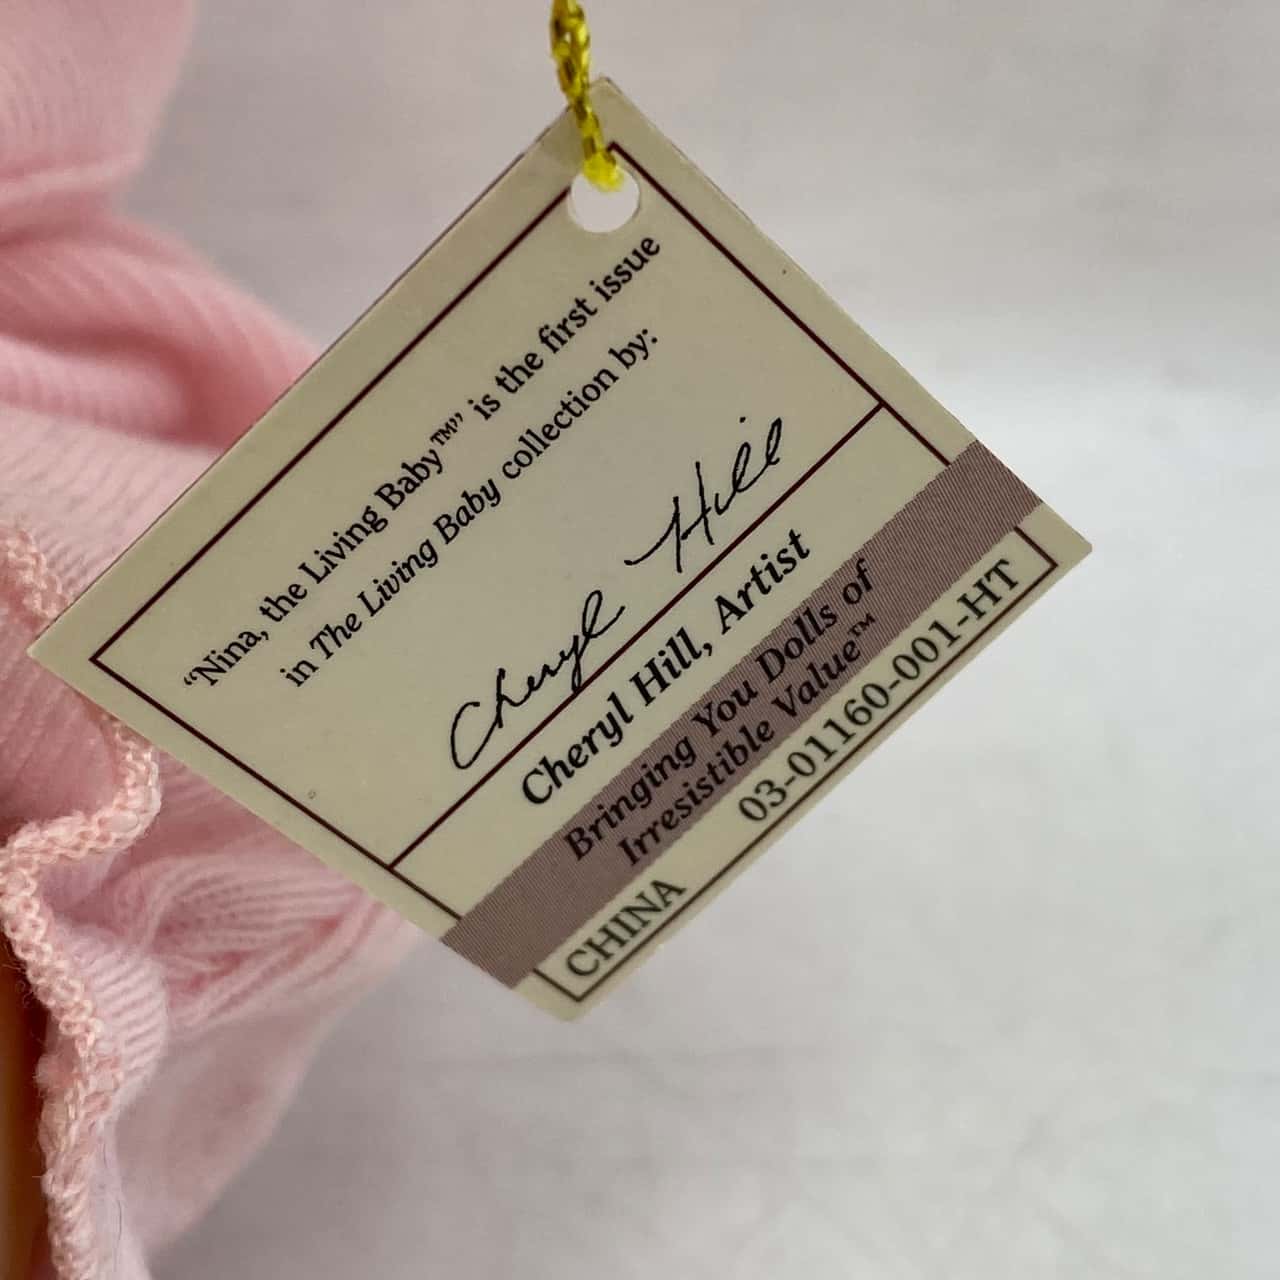 “Nina, the Living Baby™” is the first issue
in The Living Baby collection by:
Cheryl Hill
Cheryl Hill, Artist
Bringing You Dolls of
Irresistible Value™
CHINA 03-01160-001-HT